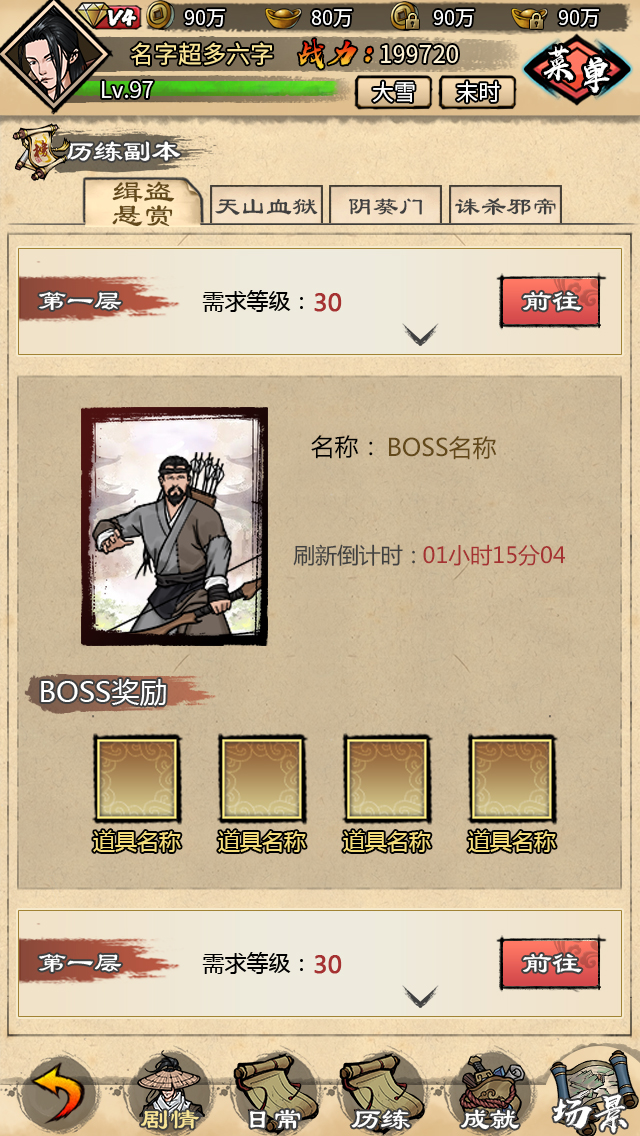 V4 90万 80万 90万 90万
名字超多六字 战力：199720
菜单
Lv.97 大雪 末时
历练副本
缉盗
悬赏
天山血狱 阴葵门 诛杀邪帝
第一层 需求等级：30 前往
名称： BOSS名称
刷新倒计时：01小时15分04
BOSS奖励
道具名称 道具名称 道具名称 道具名称
第一层 需求等级：30 前往
剧情 日常 历练 成就 场景